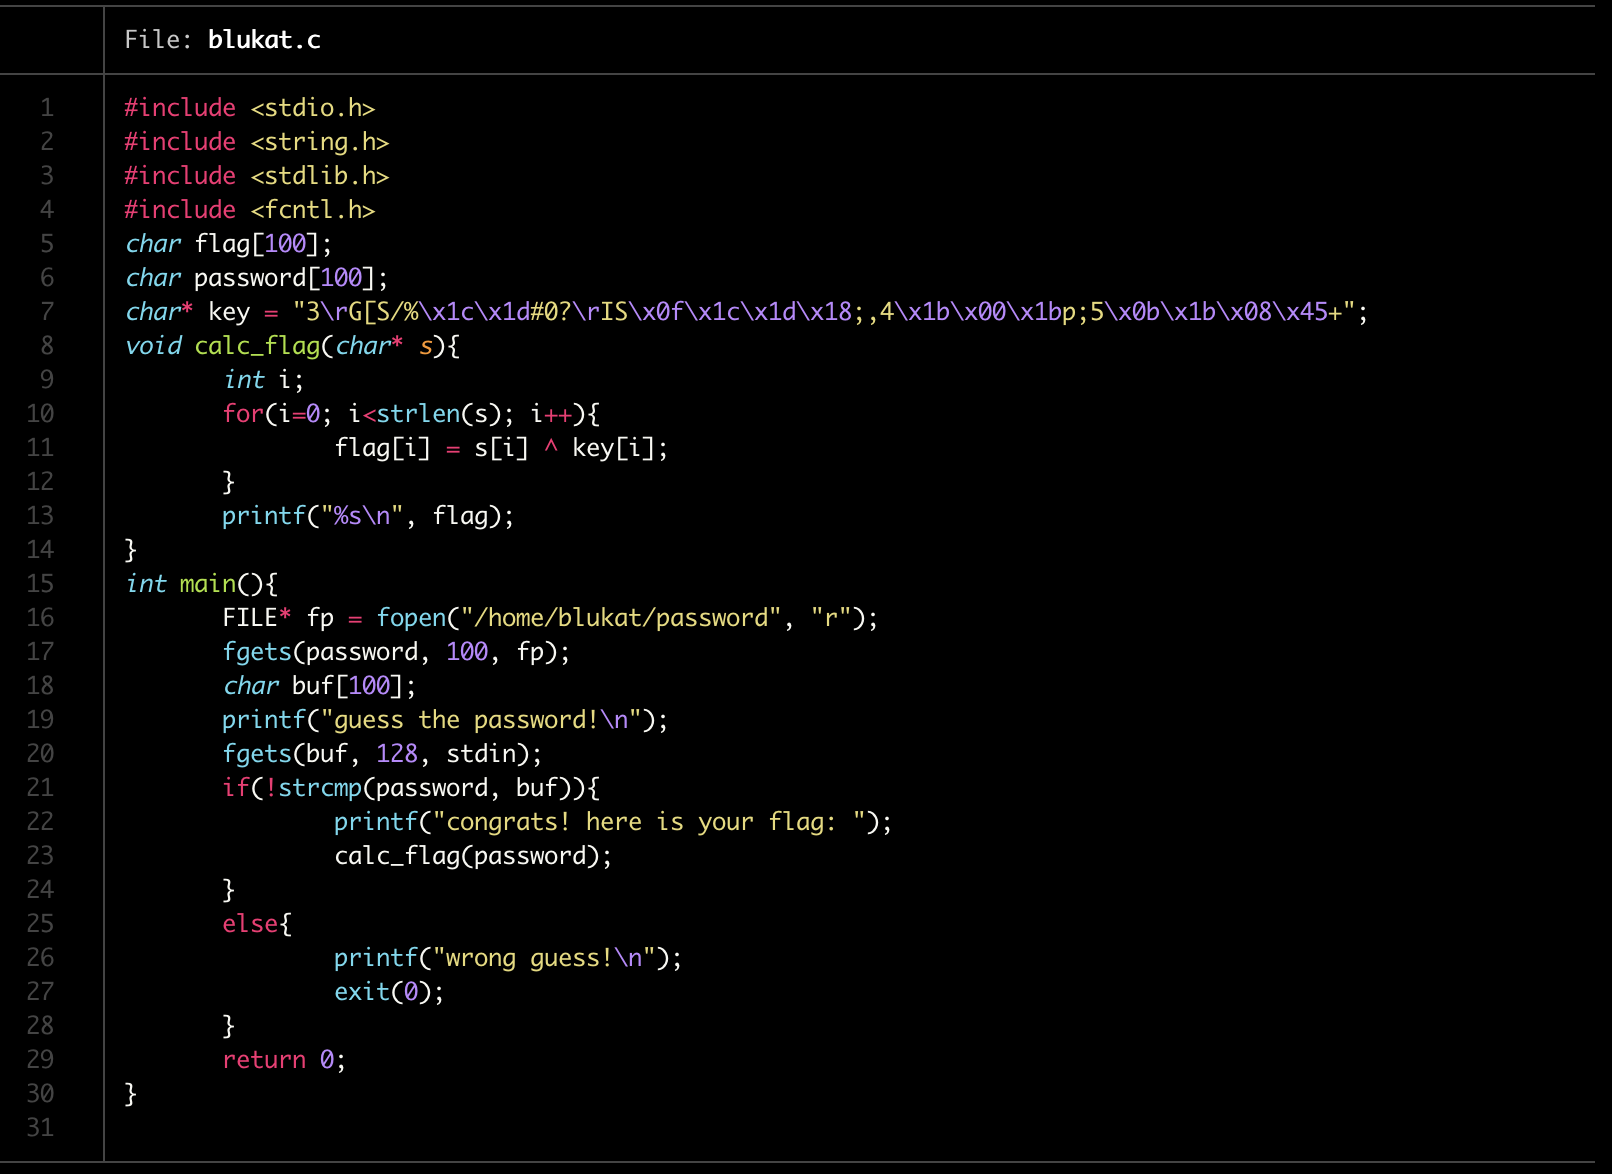 File: blukat.c
1 #include <stdio.h>
2 #include <string.h>
3 #include <stdlib.h>
4 #include <fcntl.h>
5 char flag[100];
6 char password[100];
7 char* key = "3\rG[S/%\x1c\x1d#0?\rIS\x0f\x1c\x1d\x18;,4\x1b\x00\x1bp;5\x0b\x1b\x08\x45+";
8 void calc_flag(char* s){
9         int i;
10         for(i=0; i<strlen(s); i++){
11                 flag[i] = s[i] ^ key[i];
12         }
13         printf("%s\n", flag);
14 }
15 int main(){
16         FILE* fp = fopen("/home/blukat/password", "r");
17         fgets(password, 100, fp);
18         char buf[100];
19         printf("guess the password!\n");
20         fgets(buf, 128, stdin);
21         if(!strcmp(password, buf)){
22                 printf("congrats! here is your flag: ");
23                 calc_flag(password);
24         }
25         else{
26                 printf("wrong guess!\n");
27                 exit(0);
28         }
29         return 0;
30 }
31